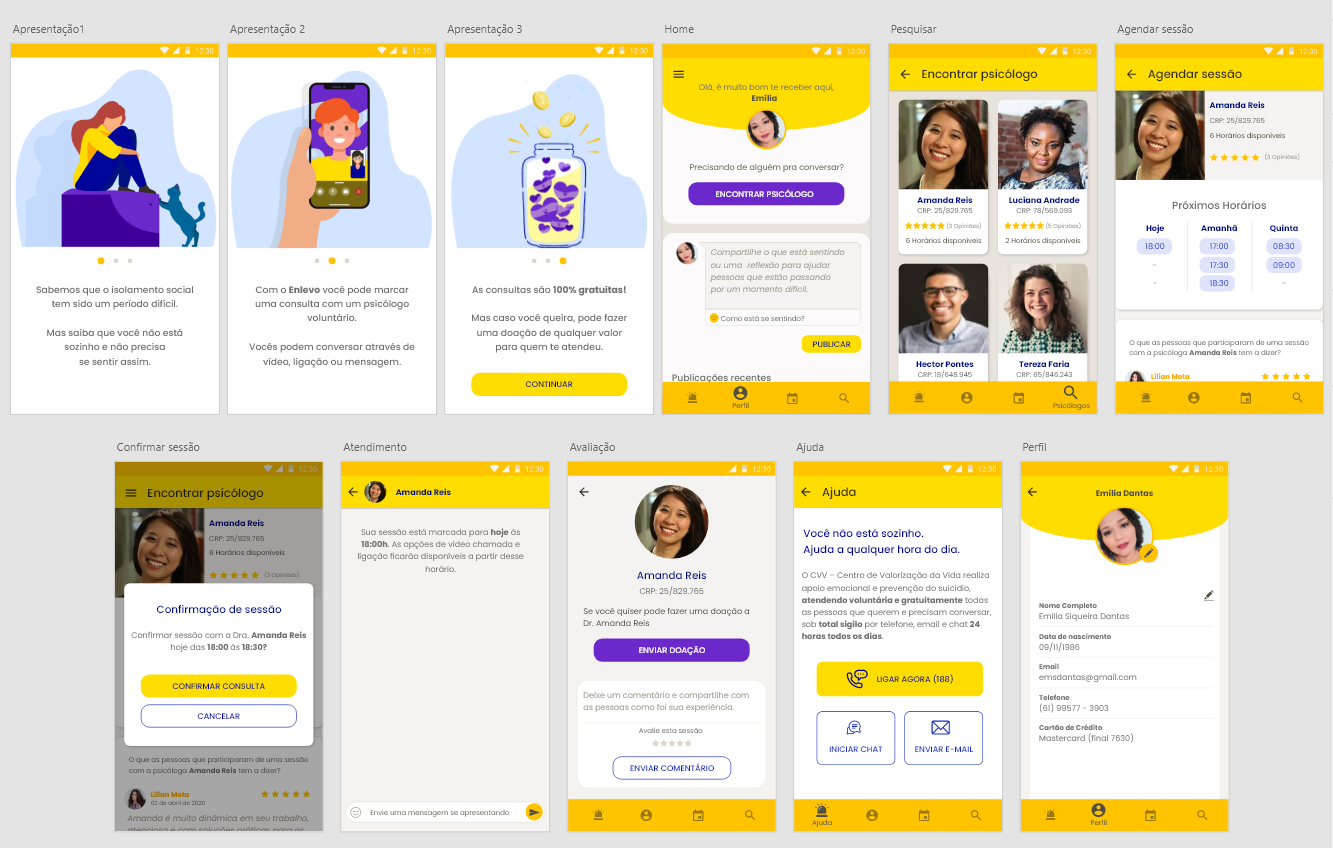 Apresentação1
12:30
Sabemos que o isolamento social
tem sido um período difícil.
Mas saiba que você não está
sozinho e não precisa
se sentir assim.
Apresentação 2
12:30
Com o Enlevo você pode marcar
uma consulta com um psicólogo
voluntário.
Vocês podem conversar através de
vídeo, ligação ou mensagem.
Apresentação 3
12:30
As consultas são 100% gratuitas!
Mas caso você queira, pode fazer
uma doação de qualquer valor
para quem te atendeu.
CONTINUAR
Home
12:30
Olá, é muito bom te receber aqui,
Emília
Precisando de alguém pra conversar?
ENCONTRAR PSICÓLOGO
Compartilhe o que está sentindo
ou uma reflexão para ajudar
pessoas que estão passando
por um momento difícil.
Como está se sentindo?
PUBLICAR
Publicações recentes
Perfil
Pesquisar
12:30
Encontrar psicólogo
Amanda Reis
CRP: 25/829.765
(3 Opiniões)
6 Horários disponíveis
Luciana Andrade
CRP: 78/569.093
(5 Opiniões)
2 Horários disponíveis
Hector Pontes
CRP: 18/648.945
Tereza Faria
CRP: 65/846.243
Psicólogos
Agendar sessão
12:30
Agendar sessão
Amanda Reis
CRP: 25/829.765
6 Horários disponíveis
(3 Opiniões)
Próximos Horários
Hoje Amanhã Quinta
18:00 17:00 08:30
- 17:30 09:00
- 18:30 -
O que as pessoas que participaram de uma sessão
com a psicóloga Amanda Reis tem a dizer?
Lílian Mota
Confirmar sessão
12:30
Encontrar psicólogo
Amanda Reis
CRP: 25/829.765
6 Horários disponíveis
(3 Opiniões)
Confirmação de sessão
Confirmar sessão com a Dra. Amanda Reis
hoje das 18:00 às 18:30?
CONFIRMAR CONSULTA
CANCELAR
O que as pessoas que participaram de uma sessão
com a psicóloga Amanda Reis tem a dizer?
Lílian Mota
02 de abril de 2020
Amanda é muito dinâmica em seu trabalho,
atenciosa e com soluções práticas para os
Atendimento
12:30
Amanda Reis
Sua sessão está marcada para hoje às
18:00h. As opções de vídeo chamada e
ligação ficarão disponíveis a partir desse
horário.
Envie uma mensagem se apresentando
Avaliação
12:30
Amanda Reis
CRP: 25/829.765
Se você quiser pode fazer uma doação a
Dr. Amanda Reis
ENVIAR DOAÇÃO
Deixe um comentário e compartilhe com
as pessoas como foi sua experiência.
Avalie esta sessão
ENVIAR COMENTÁRIO
Ajuda
12:30
Ajuda
Você não está sozinho.
Ajuda a qualquer hora do dia.
O CVV – Centro de Valorização da Vida realiza
apoio emocional e prevenção do suicídio,
atendendo voluntária e gratuitamente todas
as pessoas que querem e precisam conversar,
sob total sigilo por telefone, email e chat 24
horas todos os dias.
LIGAR AGORA (188)
INICIAR CHAT
ENVIAR E-MAIL
Ajuda
Perfil
12:30
Emília Dantas
Nome Completo
Emília Siqueira Dantas
Data de nascimento
09/11/1986
Email
emsdantas@gmail.com
Telefone
(61) 99577 - 3903
Cartão de Crédito
Mastercard (final 7630)
Perfil